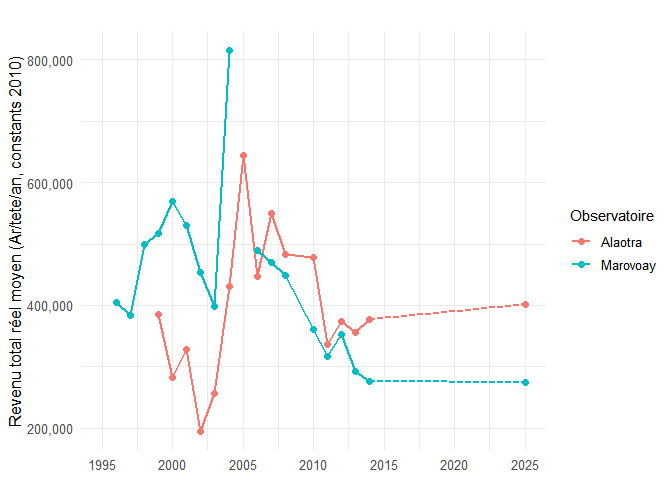 Revenu total réel moyen (Ar/tete/an, constants 2010)
800,000
600,000
400,000
200,000
1995 2000 2005 2010 2015 2020 2025
Observatoire
Alaotra
Marovoay